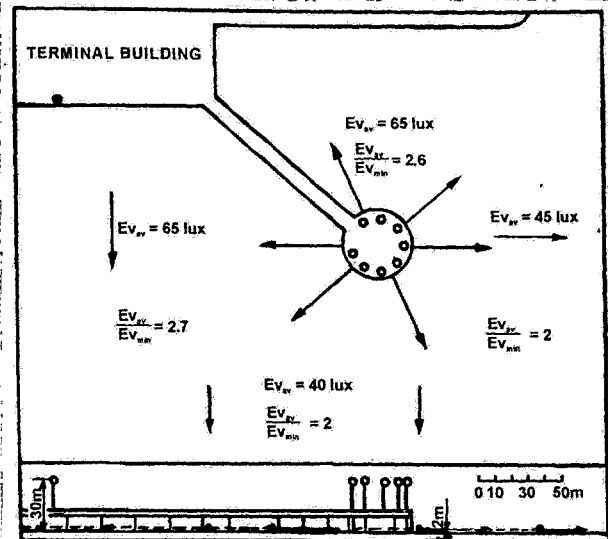 TERMINAL BUILDING
Ev_av = 65 lux
Ev_av
Ev_min = 2.6
Ev_av = 65 lux
Ev_av = 45 lux
Ev_av
Ev_min = 2.7
Ev_av
Ev_min = 2
Ev_av = 40 lux
Ev_av
Ev_min = 2
30m
0 10 30 50m
2m